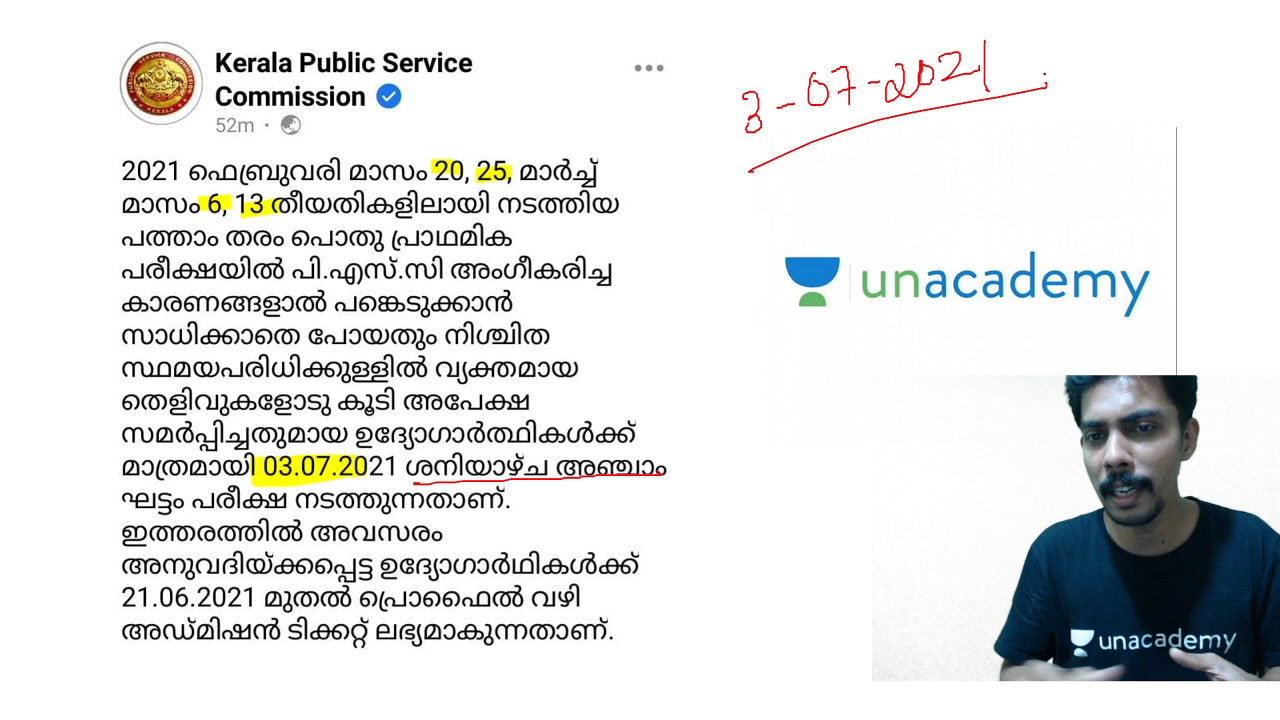 Kerala Public Service
Commission
52m
2021 ഫെബ്രുവരി മാസം 20, 25, മാർച്ച്
മാസം 6, 13 തീയതികളിലായി നടത്തിയ
പത്താം തരം പൊതു പ്രാഥമിക
പരീക്ഷയിൽ പി.എസ്.സി അംഗീകരിച്ച
കാരണങ്ങളാൽ പങ്കെടുക്കാൻ
സാധിക്കാതെ പോയതും നിശ്ചിത
സ്ഥമയപരിധിക്കുള്ളിൽ വ്യക്തമായ
തെളിവുകളോടു കൂടി അപേക്ഷ
സമർപ്പിച്ചതുമായ ഉദ്യോഗാർത്ഥികൾക്ക്
മാത്രമായി 03.07.2021 ശനിയാഴ്ച അഞ്ചാം
ഘട്ടം പരീക്ഷ നടത്തുന്നതാണ്.
ഇത്തരത്തിൽ അവസരം
അനുവദിയ്ക്കപ്പെട്ട ഉദ്യോഗാർഥികൾക്ക്
21.06.2021 മുതൽ പ്രൊഫൈൽ വഴി
അഡ്മിഷൻ ടിക്കറ്റ് ലഭ്യമാകുന്നതാണ്.
3-07-2021
unacademy
unacademy